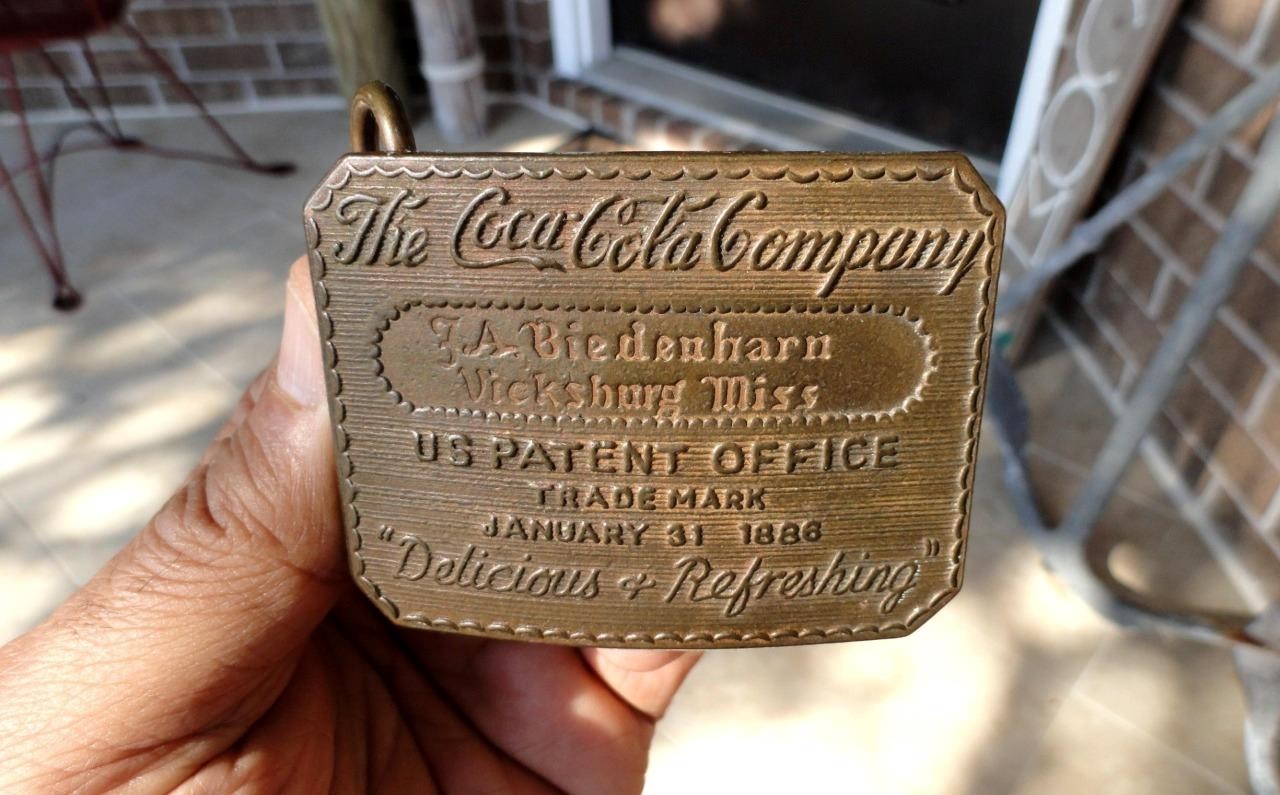 The Coca-Cola Company
J.A. Biedenharn
Vicksburg Miss
US PATENT OFFICE
TRADE MARK
JANUARY 31 1886
"Delicious & Refreshing"